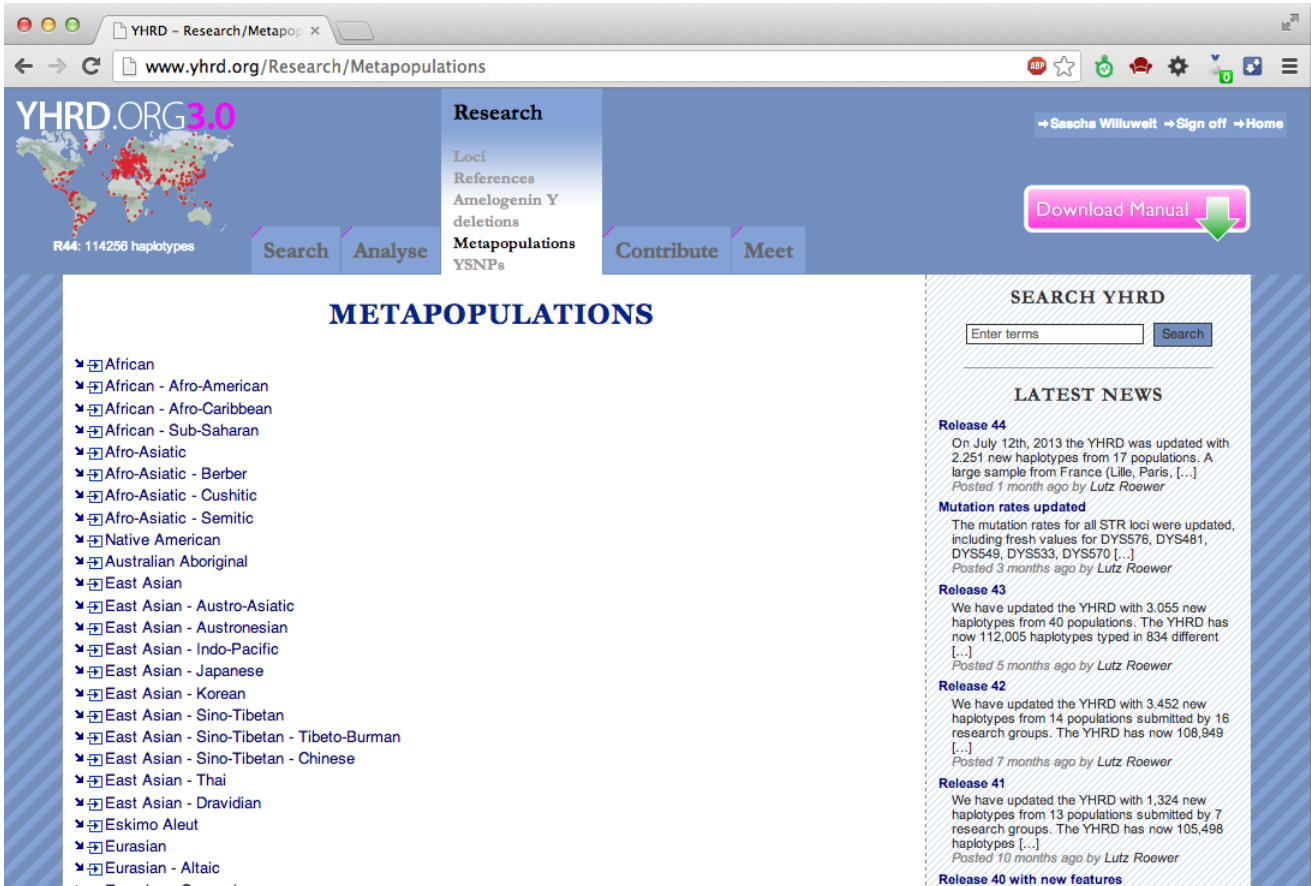 YHRD – Research/Metapop
www.yhrd.org/Research/Metapopulations
ABP
0
YHRD.ORG3.0
R44: 114256 haplotypes
Search
Analyse
Research
Loci
References
Amelogenin Y
deletions
Metapopulations
YSNPs
Contribute
Meet
Sascha Willuweit Sign off Home
Download Manual
METAPOPULATIONS
African
African - Afro-American
African - Afro-Caribbean
African - Sub-Saharan
Afro-Asiatic
Afro-Asiatic - Berber
Afro-Asiatic - Cushitic
Afro-Asiatic - Semitic
Native American
Australian Aboriginal
East Asian
East Asian - Austro-Asiatic
East Asian - Austronesian
East Asian - Indo-Pacific
East Asian - Japanese
East Asian - Korean
East Asian - Sino-Tibetan
East Asian - Sino-Tibetan - Tibeto-Burman
East Asian - Sino-Tibetan - Chinese
East Asian - Thai
East Asian - Dravidian
Eskimo Aleut
Eurasian
Eurasian - Altaic
SEARCH YHRD
Enter terms
Search
LATEST NEWS
Release 44
On July 12th, 2013 the YHRD was updated with
2.251 new haplotypes from 17 populations. A
large sample from France (Lille, Paris, [...]
Posted 1 month ago by Lutz Roewer
Mutation rates updated
The mutation rates for all STR loci were updated,
including fresh values for DYS576, DYS481,
DYS549, DYS533, DYS570 [...]
Posted 3 months ago by Lutz Roewer
Release 43
We have updated the YHRD with 3.055 new
haplotypes from 40 populations. The YHRD has
now 112,005 haplotypes typed in 834 different
[...]
Posted 5 months ago by Lutz Roewer
Release 42
We have updated the YHRD with 3.452 new
haplotypes from 14 populations submitted by 16
research groups. The YHRD has now 108,949
[...]
Posted 7 months ago by Lutz Roewer
Release 41
We have updated the YHRD with 1,324 new
haplotypes from 13 populations submitted by 7
research groups. The YHRD has now 105,498
haplotypes [...]
Posted 10 months ago by Lutz Roewer
Release 40 with new features